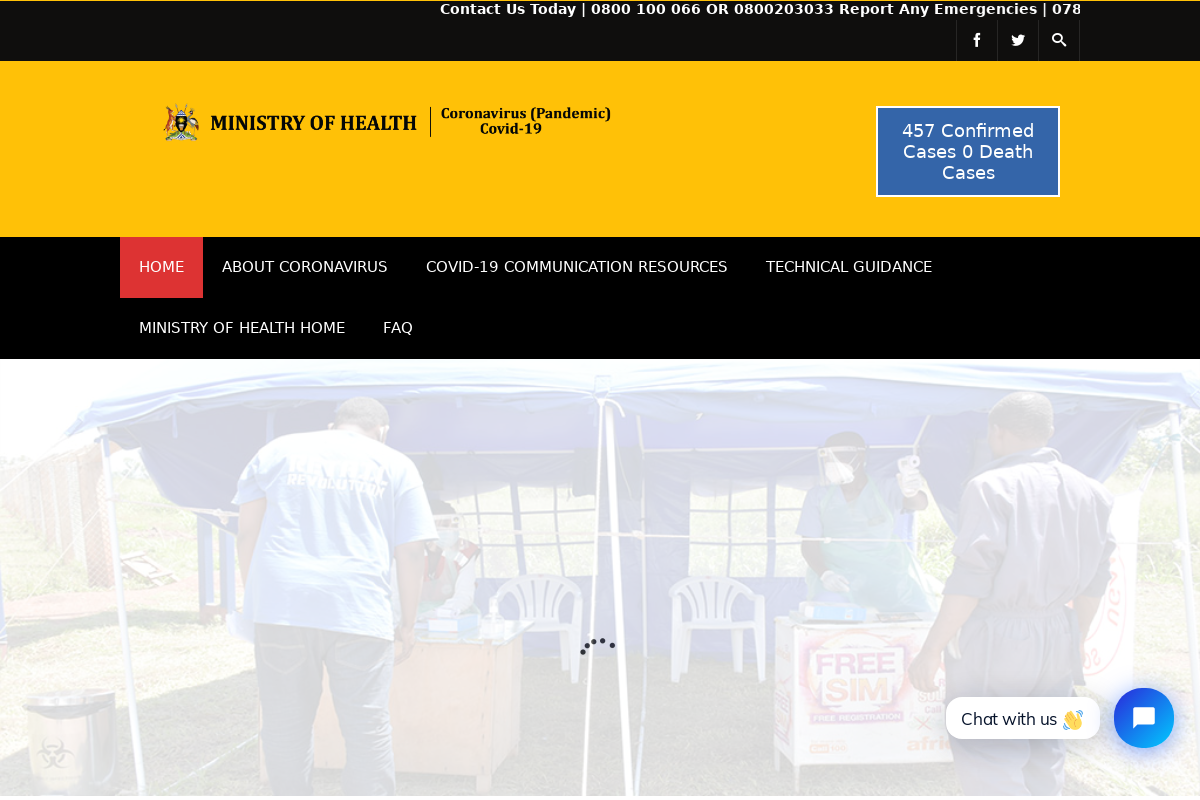 Contact Us Today | 0800 100 066 OR 0800203033 Report Any Emergencies | 078
MINISTRY OF HEALTH
Coronavirus (Pandemic)
Covid-19
457 Confirmed
Cases 0 Death
Cases
HOME
ABOUT CORONAVIRUS
COVID-19 COMMUNICATION RESOURCES
TECHNICAL GUIDANCE
MINISTRY OF HEALTH HOME
FAQ
REVOLUTION
FREE
SIM
FREE REGISTRATION
Chat with us 👋